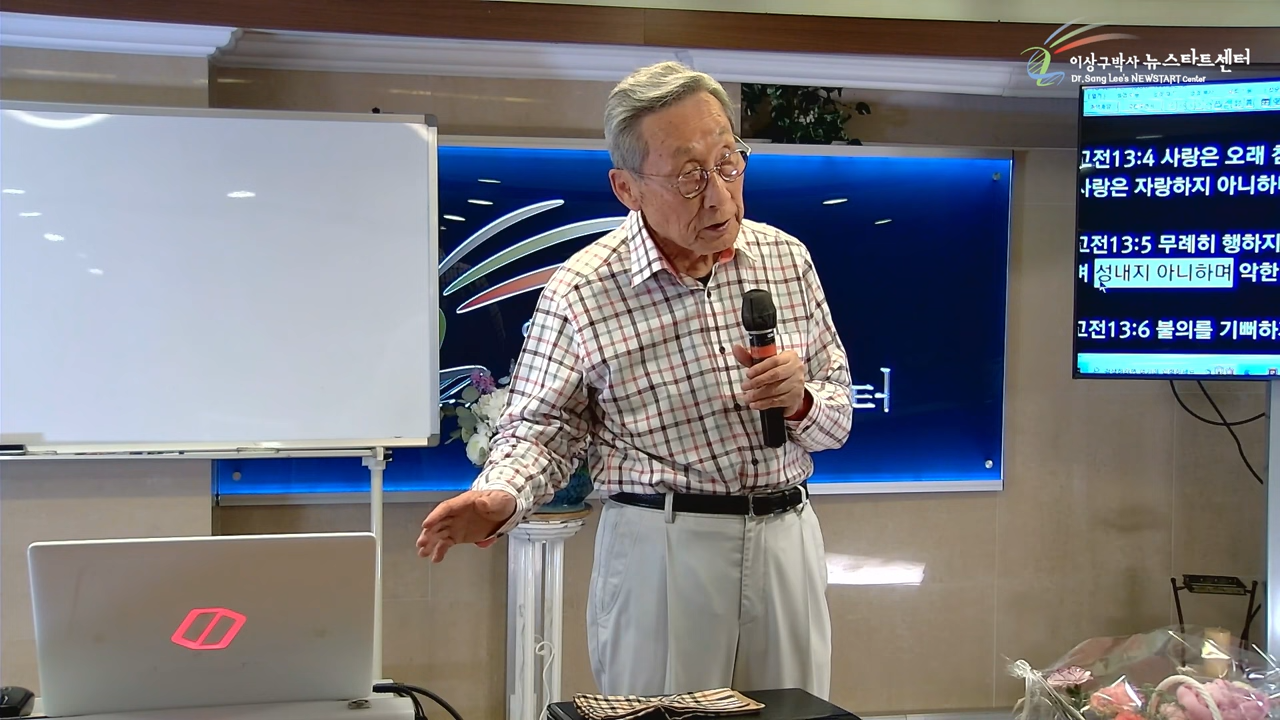 이상구박사 뉴스타트센터
Dr. Sang Lee's NEWSTART Center
고전13:4 사랑은 오래 참
사랑은 자랑하지 아니하며
고전13:5 무례히 행하지
며 성내지 아니하며 악한
고전13:6 불의를 기뻐하
터